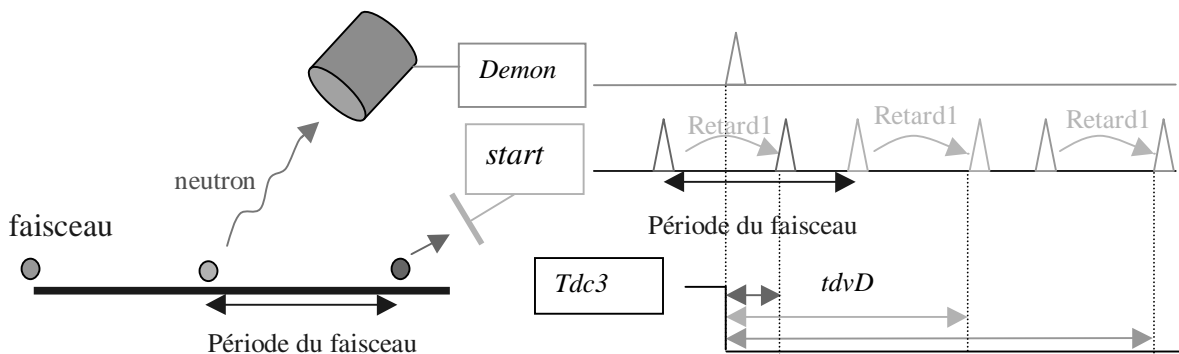 Demon
Retard1
Retard1
Retard1
start
neutron
faisceau
Période du faisceau
Tdc3
tdvD
Période du faisceau